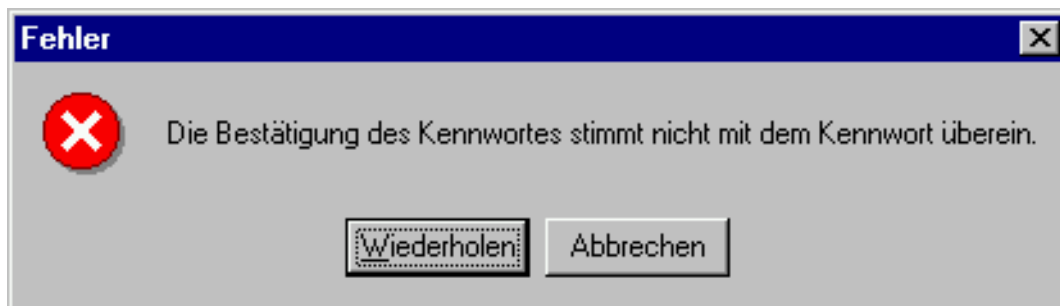 Fehler
Die Bestätigung des Kennwortes stimmt nicht mit dem Kennwort überein.
Wiederholen
Abbrechen